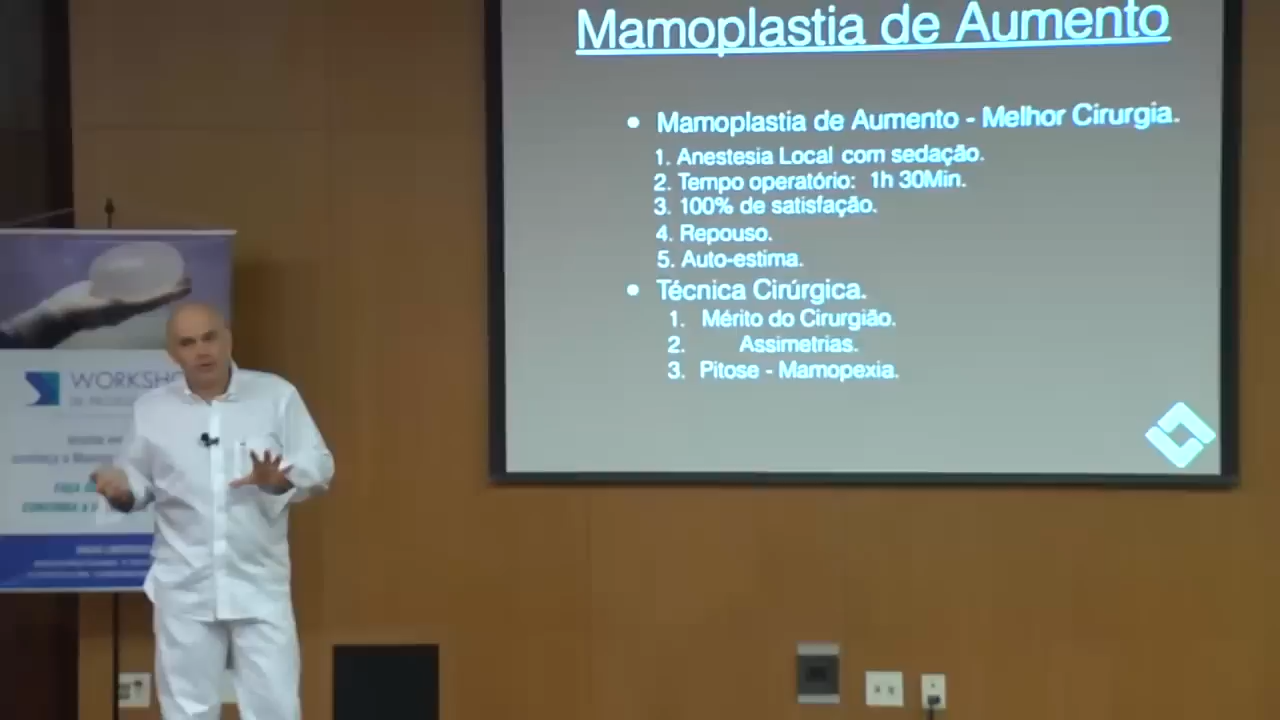 Mamoplastia de Aumento
• Mamoplastia de Aumento - Melhor Cirurgia.
1. Anestesia Local com sedação.
2. Tempo operatório: 1h 30Min.
3. 100% de satisfação.
4. Repouso.
5. Auto-estima.
• Técnica Cirúrgica.
1. Mérito do Cirurgião.
2. Assimetrias.
3. Pitose - Mamopexia.
WORKSHO